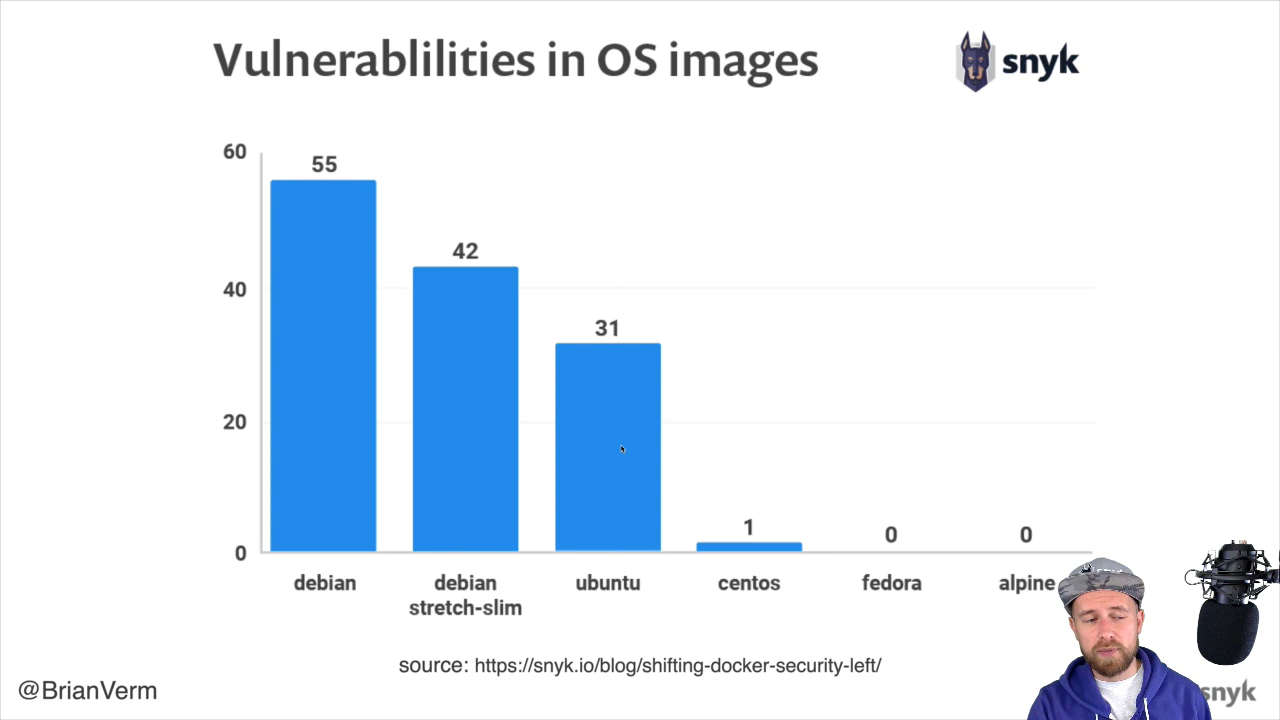 Vulnerablilities in OS images
snyk
60
55
42
40
31
20
1
0
0
0
debian
debian
stretch-slim
ubuntu
centos
fedora
alpine
source: https://snyk.io/blog/shifting-docker-security-left/
@BrianVerm
snyk